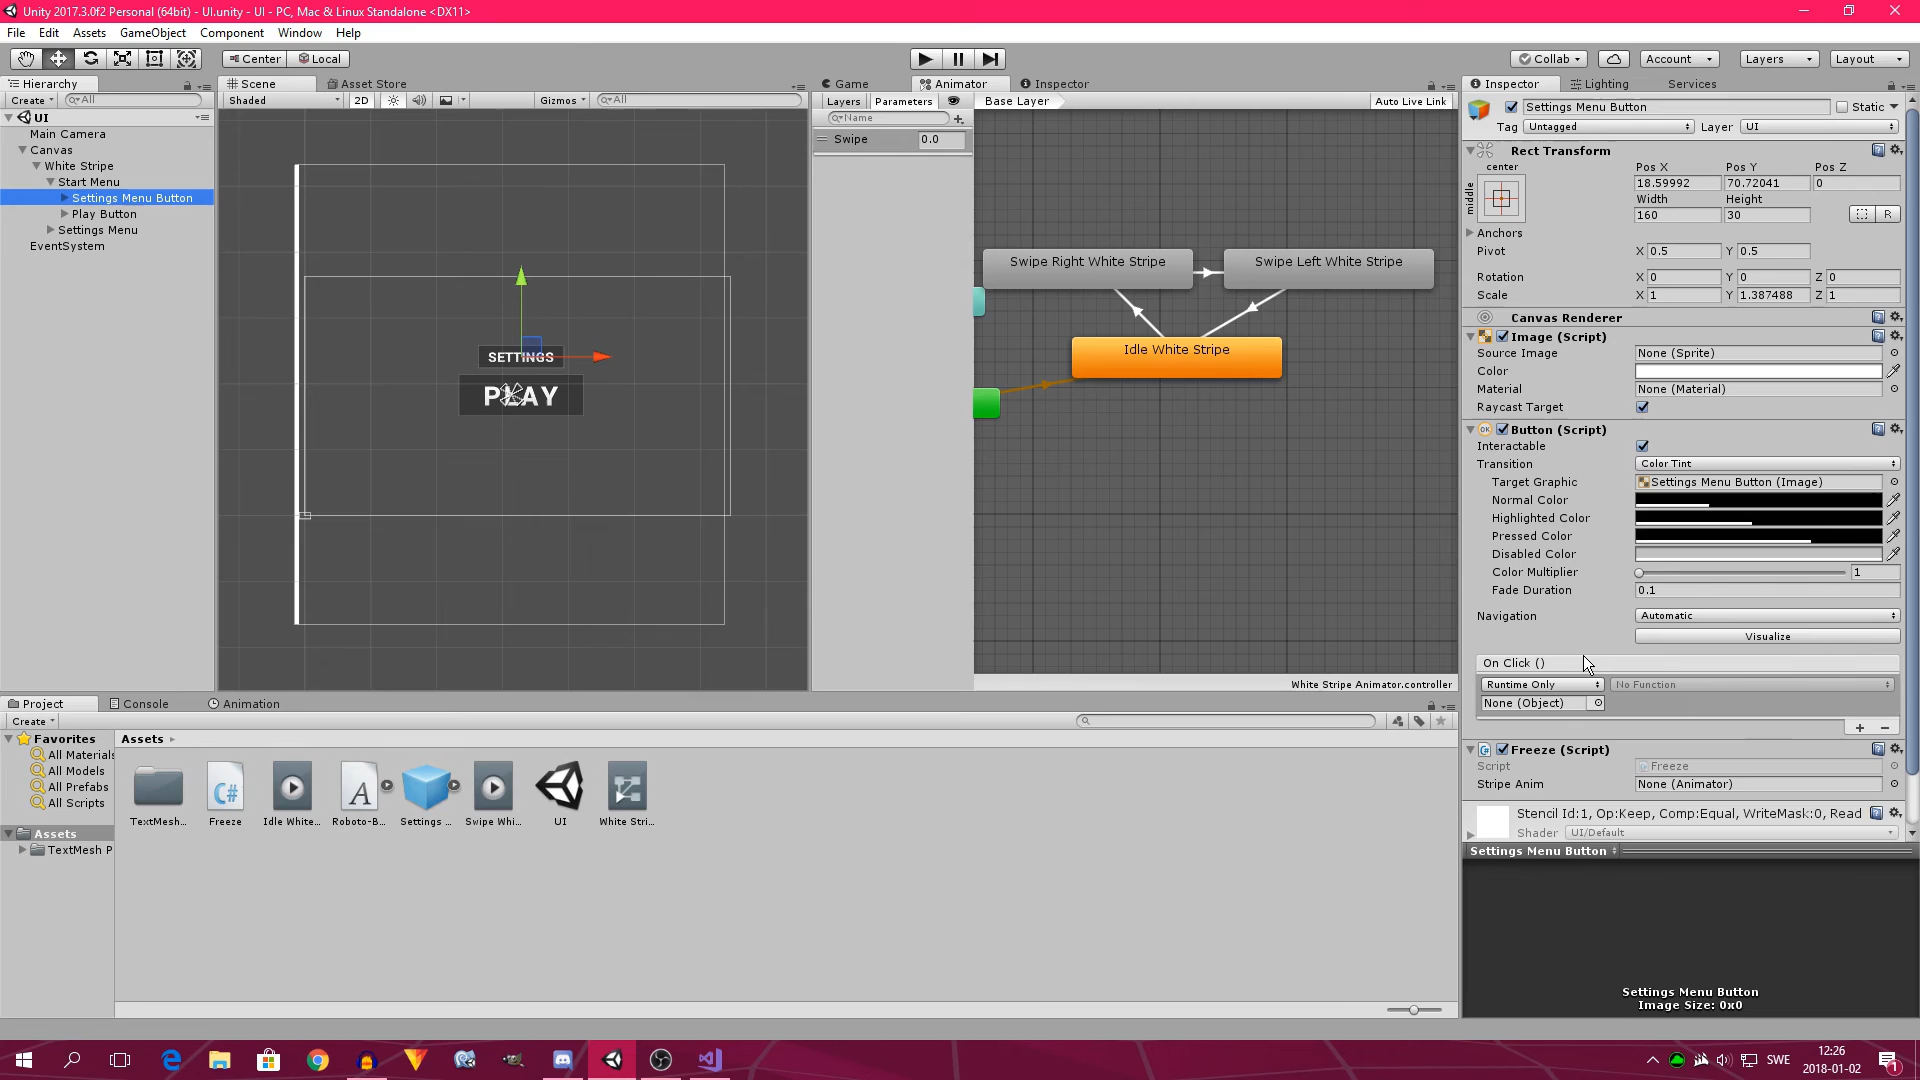 Unity 2017.3.0f2 Personal (64bit) - UI.unity - UI - PC, Mac & Linux Standalone <DX11>
File Edit Assets GameObject Component Window Help
Center Local Collab Account Layers Layout
Hierarchy Scene Asset Store Game Animator Inspector Inspector Lighting Services
Create All Shaded 2D Gizmos All Layers Parameters Base Layer Auto Live Link
Settings Menu Button Static
UI
Name
Tag Untagged Layer UI
Main Camera
Swipe 0.0
Canvas
Rect Transform
White Stripe
center Pos X Pos Y Pos Z
Start Menu
18.59992 70.72041 0
Settings Menu Button
middle
Width Height
Play Button
160 30 R
Settings Menu
Anchors
EventSystem
Pivot X 0.5 Y 0.5
Swipe Right White Stripe Swipe Left White Stripe
Rotation X 0 Y 0 Z 0
Scale X 1 Y 1.387488 Z 1
Canvas Renderer
Image (Script)
Idle White Stripe
Source Image None (Sprite)
SETTINGS
Color
PLAY
Material None (Material)
Raycast Target
Button (Script)
Interactable
Transition Color Tint
Target Graphic Settings Menu Button (Image)
Normal Color
Highlighted Color
Pressed Color
Disabled Color
Color Multiplier 1
Fade Duration 0.1
Navigation Automatic
Visualize
On Click ()
Runtime Only No Function
White Stripe Animator.controller
None (Object)
Project Console Animation
Create
Favorites Assets
All Materials
All Models
All Prefabs
All Scripts
Freeze (Script)
Script Freeze
Stripe Anim None (Animator)
TextMesh... Freeze Idle White... Roboto-B... Settings ... Swipe Whi... UI White Stri...
Stencil Id:1, Op:Keep, Comp:Equal, WriteMask:0, Read
Shader UI/Default
Assets
TextMesh P
Settings Menu Button
Settings Menu Button
Image Size: 0x0
SWE
12:26
2018-01-02
1